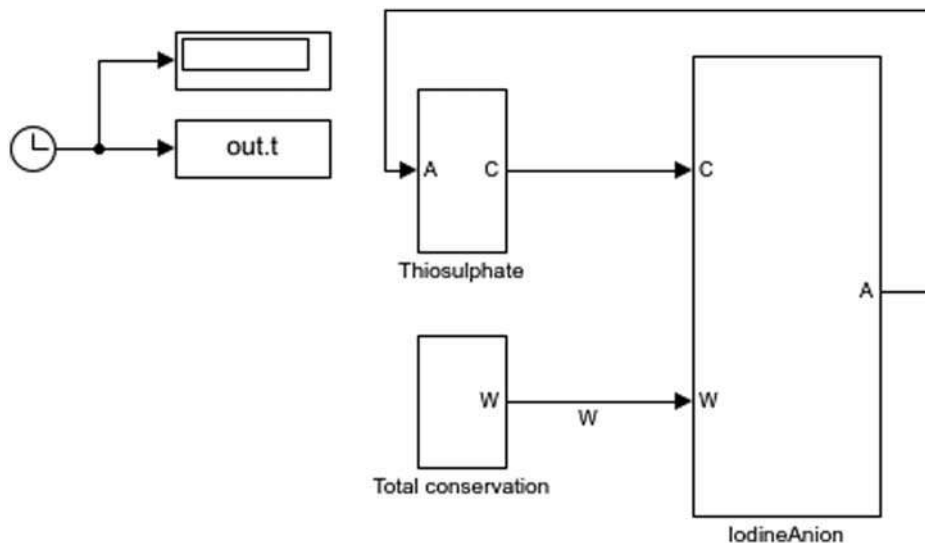 out.t
A
C
C
Thiosulphate
A
W
W
W
Total conservation
IodineAnion